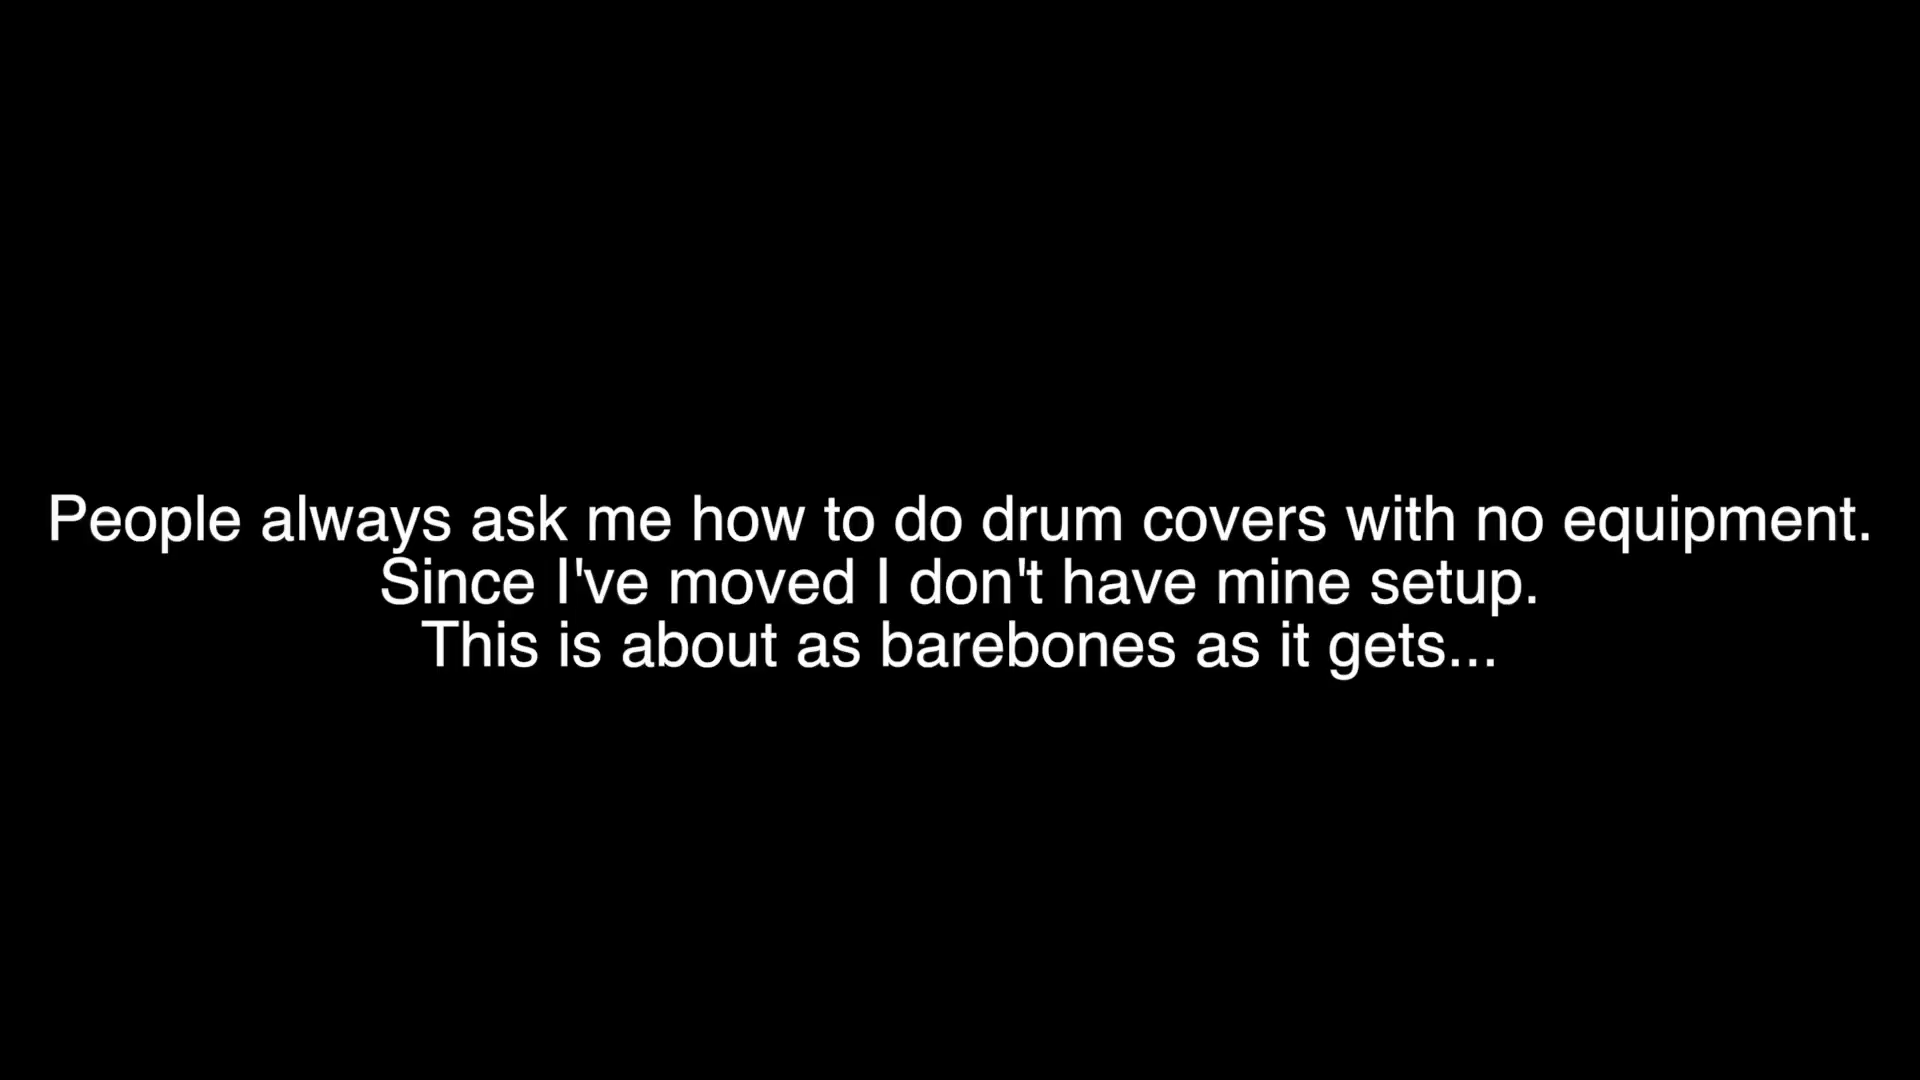 People always ask me how to do drum covers with no equipment.
Since I've moved I don't have mine setup.
This is about as barebones as it gets...